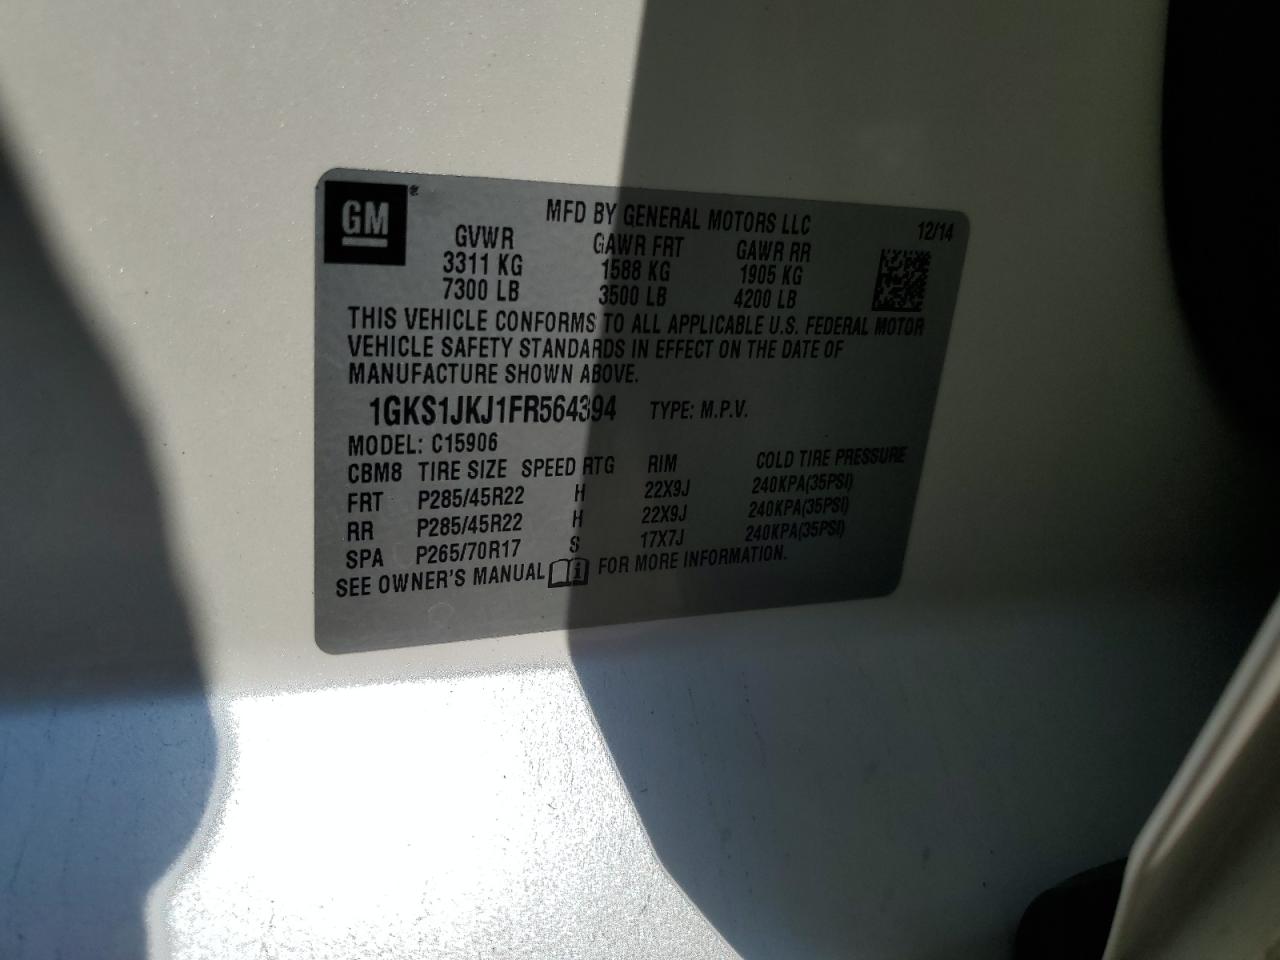 GM®
MFD BY GENERAL MOTORS LLC 12/14
GVWR GAWR FRT GAWR RR
3311 KG 1588 KG 1905 KG
7300 LB 3500 LB 4200 LB
THIS VEHICLE CONFORMS TO ALL APPLICABLE U.S. FEDERAL MOTOR
VEHICLE SAFETY STANDARDS IN EFFECT ON THE DATE OF
MANUFACTURE SHOWN ABOVE.
1GKS1JKJ1FR564394 TYPE: M.P.V.
MODEL: C15906
CBM8 TIRE SIZE SPEED RTG RIM COLD TIRE PRESSURE
FRT P285/45R22 H 22X9J 240KPA(35PSI)
RR P285/45R22 H 22X9J 240KPA(35PSI)
SPA P265/70R17 S 17X7J 240KPA(35PSI)
SEE OWNER'S MANUAL i FOR MORE INFORMATION.